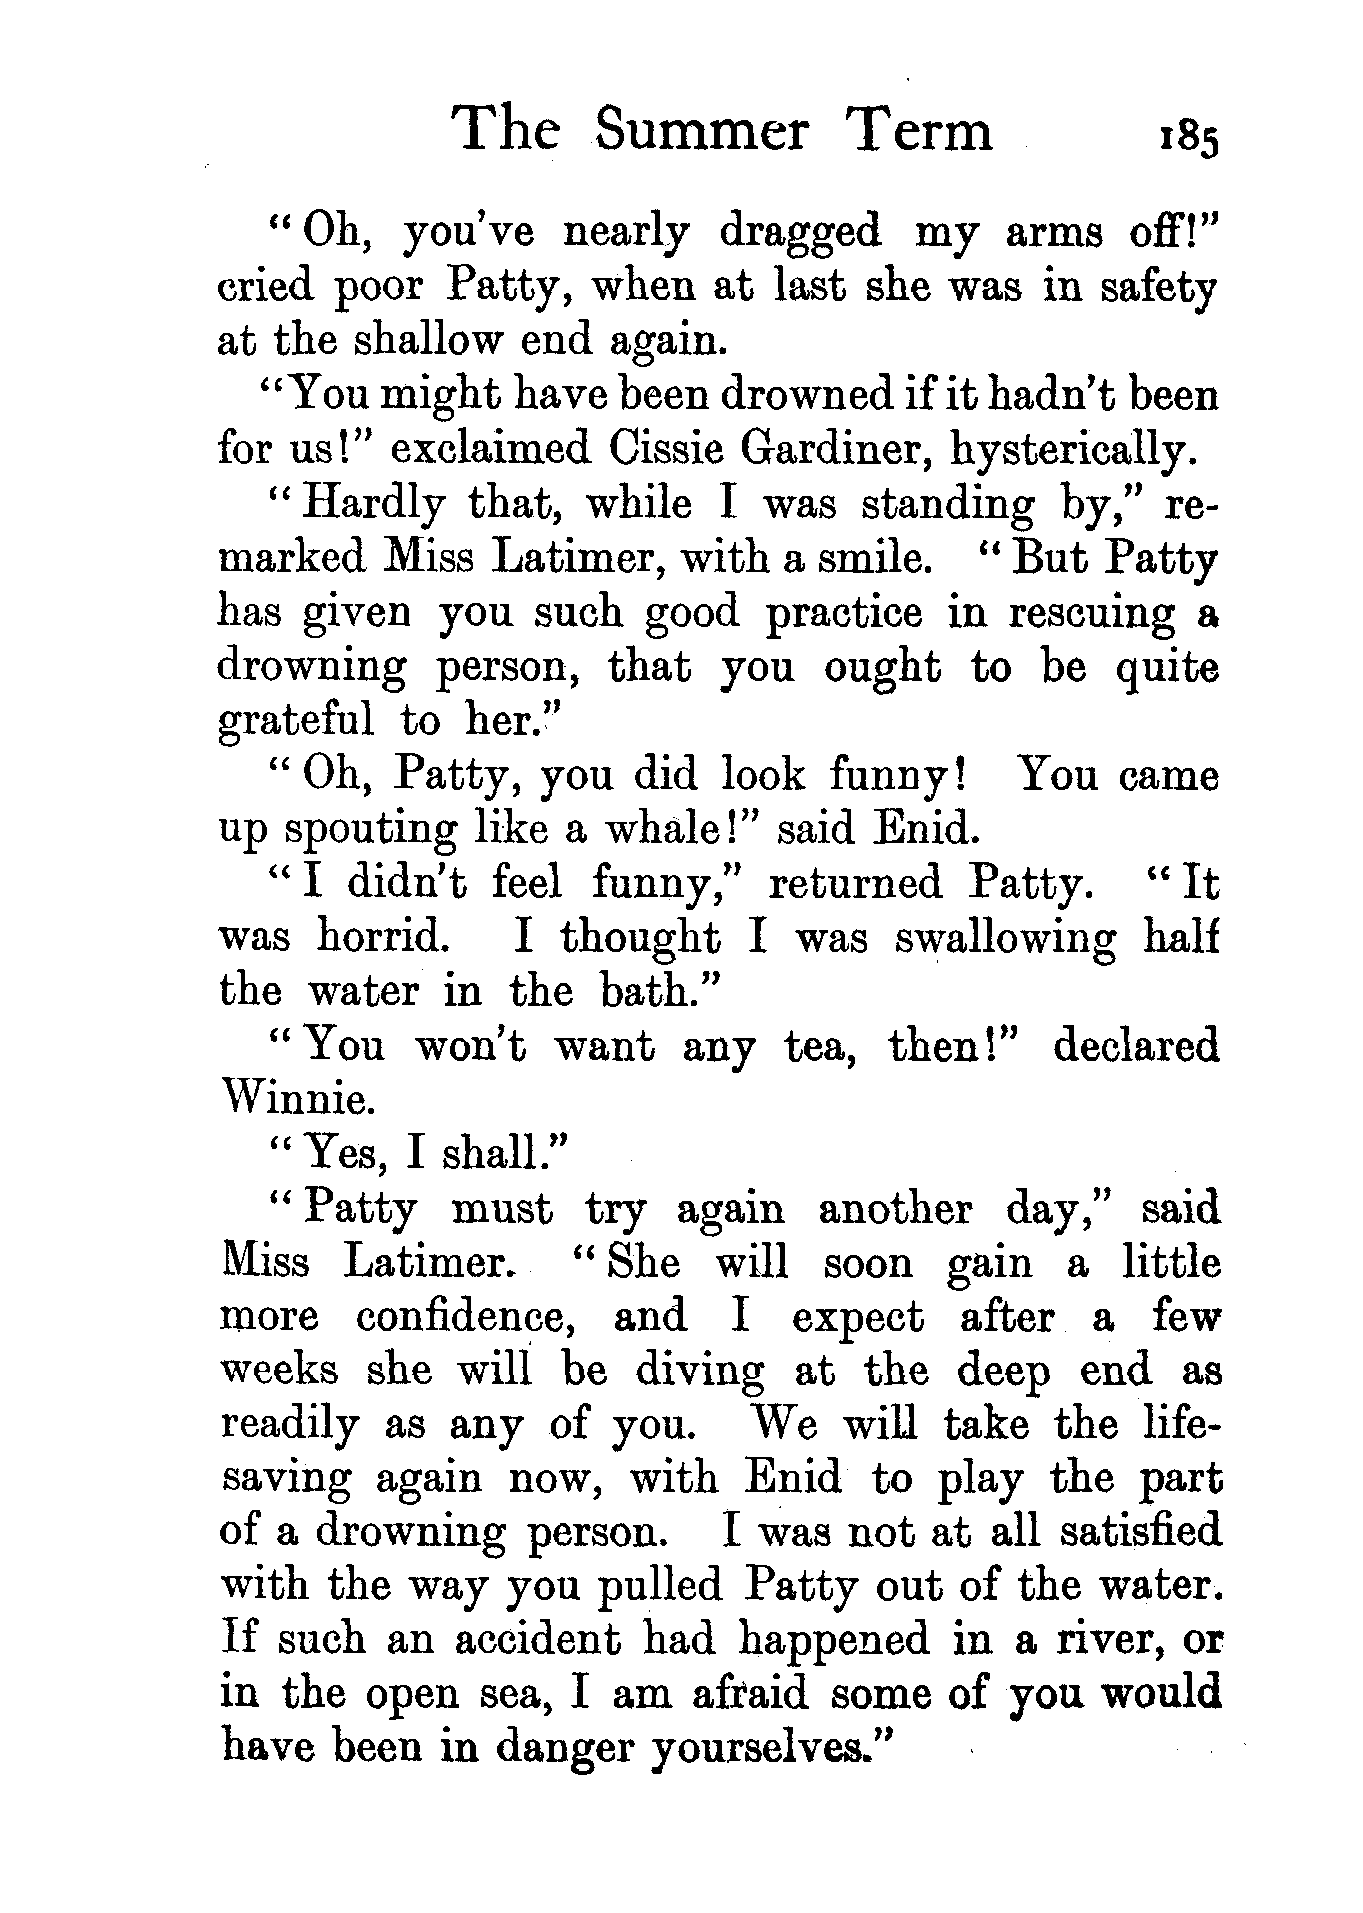 The Summer Term 185
“Oh, you've nearly dragged my arms off!”
cried poor Patty, when at last she was in safety
at the shallow end again.
“You might have been drowned if it hadn't been
for us!” exclaimed Cissie Gardiner, hysterically.
“Hardly that, while I was standing by,” re-
marked Miss Latimer, with a smile. “But Patty
has given you such good practice in rescuing a
drowning person, that you ought to be quite
grateful to her.”
“Oh, Patty, you did look funny! You came
up spouting like a whale!” said Enid.
“I didn't feel funny,” returned Patty. “It
was horrid. I thought I was swallowing half
the water in the bath.”
“You won't want any tea, then!” declared
Winnie.
“Yes, I shall.”
“Patty must try again another day,” said
Miss Latimer. “She will soon gain a little
more confidence, and I expect after a few
weeks she will be diving at the deep end as
readily as any of you. We will take the life-
saving again now, with Enid to play the part
of a drowning person. I was not at all satisfied
with the way you pulled Patty out of the water.
If such an accident had happened in a river, or
in the open sea, I am afraid some of you would
have been in danger yourselves.”